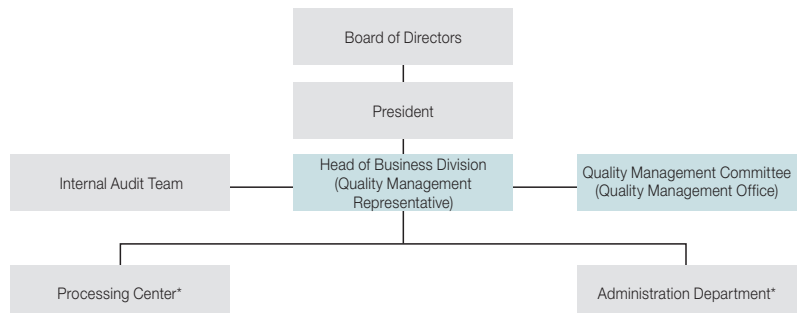 Board of Directors
President
Internal Audit Team
Head of Business Division
(Quality Management
Representative)
Quality Management Committee
(Quality Management Office)
Processing Center*
Administration Department*